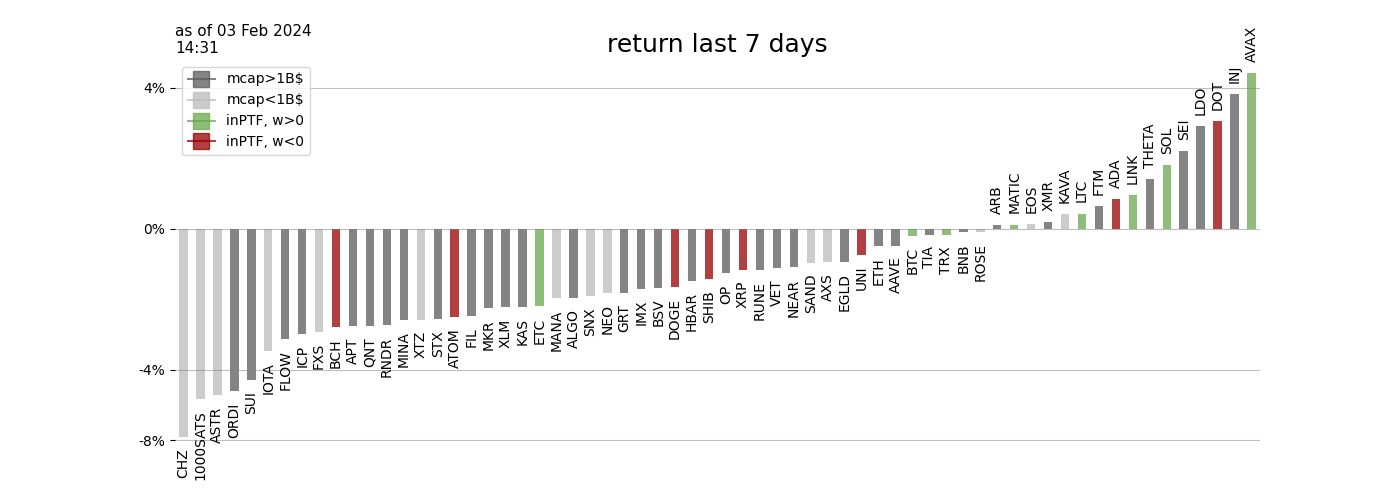 as of 03 Feb 2024
14:31
return last 7 days
mcap>1B$
mcap<1B$
inPTF, w>0
inPTF, w<0
4%
0%
-4%
-8%
CHZ
1000SATS
ASTR
ORDI
SUI
IOTA
FLOW
ICP
FXS
BCH
APT
QNT
RNDR
MINA
XTZ
STX
ATOM
FIL
MKR
XLM
KAS
ETC
MANA
ALGO
SNX
NEO
GRT
IMX
BSV
DOGE
HBAR
SHIB
OP
XRP
RUNE
VET
NEAR
SAND
AXS
EGLD
UNI
ETH
AAVE
BTC
TIA
TRX
BNB
ROSE
ARB
MATIC
EOS
XMR
KAVA
LTC
FTM
ADA
LINK
THETA
SOL
SEI
LDO
DOT
INJ
AVAX